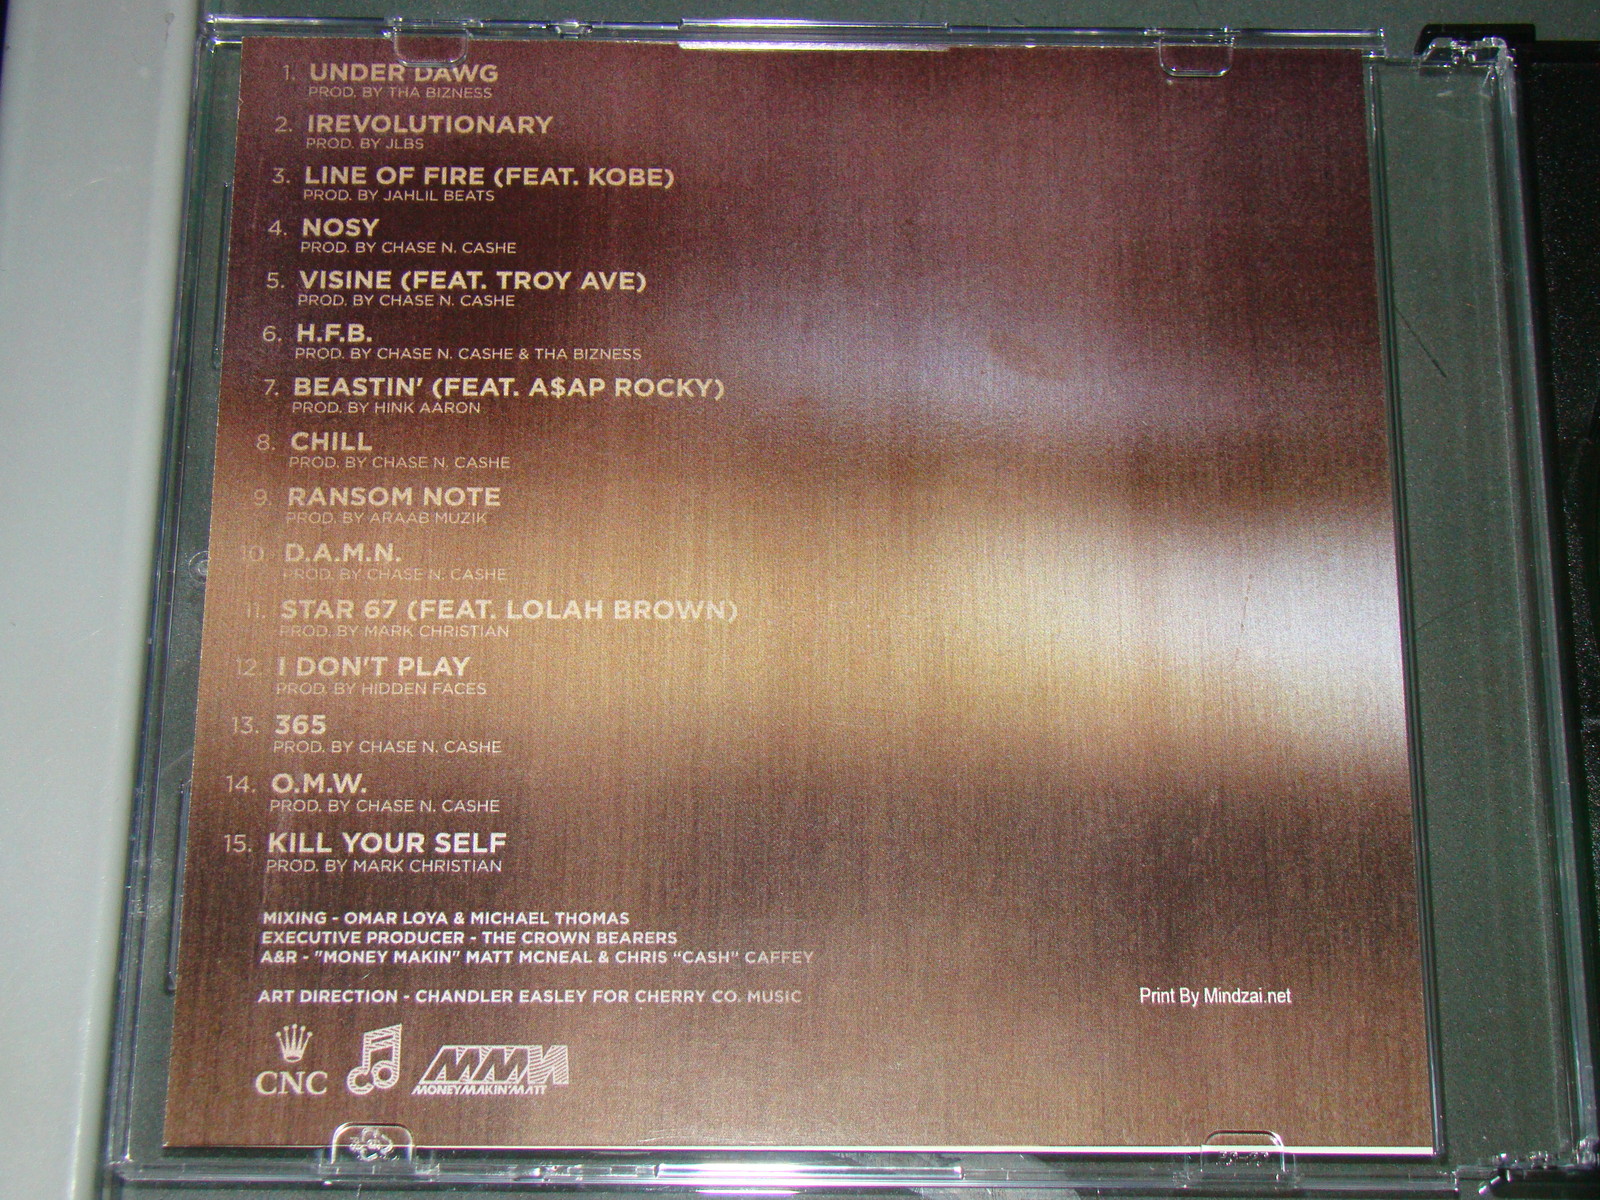 1. UNDER DAWG
PROD. BY THA BIZNESS
2. IREVOLUTIONARY
PROD. BY JLBS
3. LINE OF FIRE (FEAT. KOBE)
PROD. BY JAHLIL BEATS
4. NOSY
PROD. BY CHASE N. CASHE
5. VISINE (FEAT. TROY AVE)
PROD. BY CHASE N. CASHE
6. H.F.B.
PROD. BY CHASE N. CASHE & THA BIZNESS
7. BEASTIN' (FEAT. A$AP ROCKY)
PROD. BY HINK AARON
8. CHILL
PROD. BY CHASE N. CASHE
9. RANSOM NOTE
PROD. BY ARAAB MUZIK
10. D.A.M.N.
PROD. BY CHASE N. CASHE
11. STAR 67 (FEAT. LOLAH BROWN)
PROD. BY MARK CHRISTIAN
12. I DON'T PLAY
PROD. BY HIDDEN FACES
13. 365
PROD. BY CHASE N. CASHE
14. O.M.W.
PROD. BY CHASE N. CASHE
15. KILL YOUR SELF
PROD. BY MARK CHRISTIAN
MIXING - OMAR LOYA & MICHAEL THOMAS
EXECUTIVE PRODUCER - THE CROWN BEARERS
A&R - "MONEY MAKIN" MATT MCNEAL & CHRIS “CASH” CAFFEY
ART DIRECTION - CHANDLER EASLEY FOR CHERRY CO. MUSIC
Print By Mindzai.net
CNC
CO
MMM
MONEYMAKIN'MATT